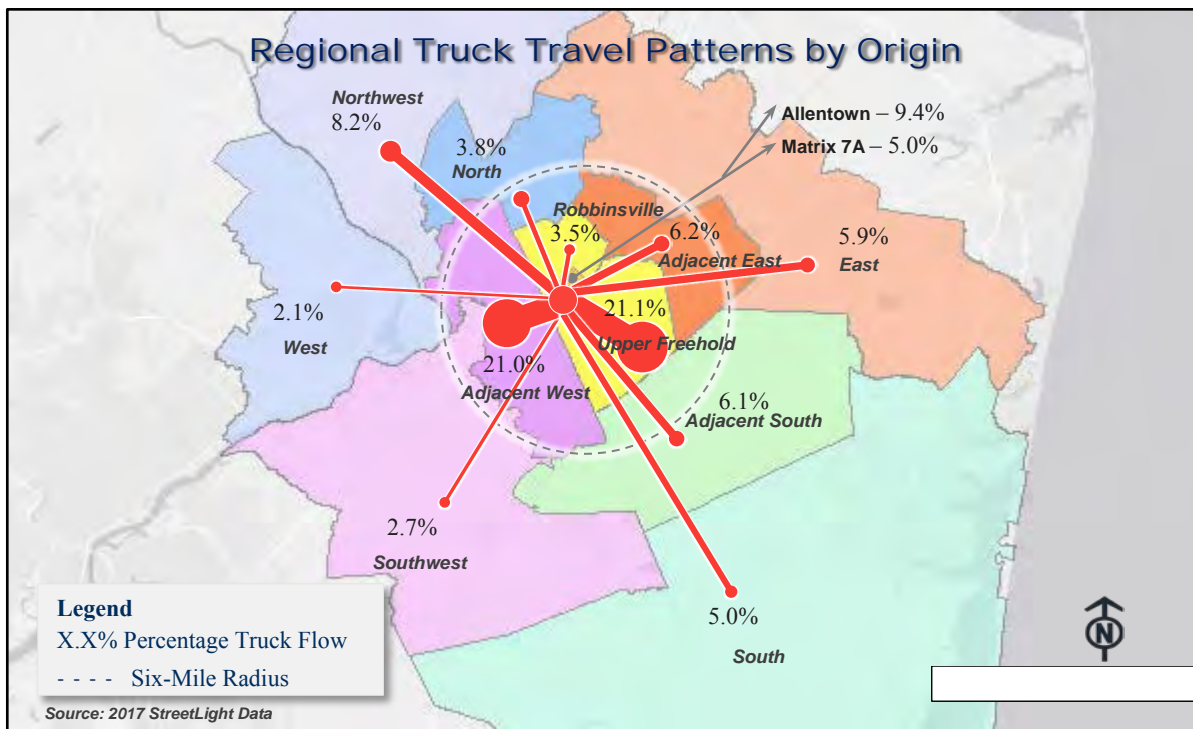 Regional Truck Travel Patterns by Origin
Northwest
8.2%
3.8%
North
Allentown – 9.4%
Matrix 7A – 5.0%
Robbinsville
3.5%
6.2%
Adjacent East
5.9%
East
2.1%
West
21.1%
Upper Freehold
21.0%
Adjacent West
6.1%
Adjacent South
2.7%
Southwest
5.0%
South
Legend
X.X% Percentage Truck Flow
- - - - Six-Mile Radius
Source: 2017 StreetLight Data
N